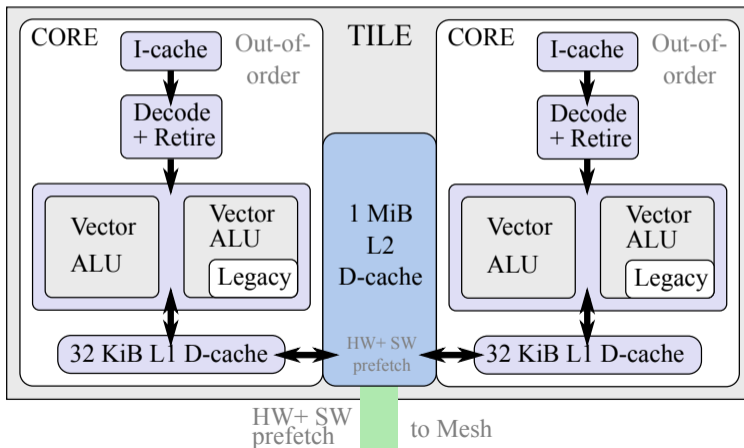 CORE
Out-of-
order
I-cache
Decode
+ Retire
Vector
ALU
Vector
ALU
Legacy
32 KiB L1 D-cache
TILE
1 MiB
L2
D-cache
HW+ SW
prefetch
CORE
Out-of-
order
I-cache
Decode
+ Retire
Vector
ALU
Vector
ALU
Legacy
32 KiB L1 D-cache
HW+ SW
prefetch
to Mesh